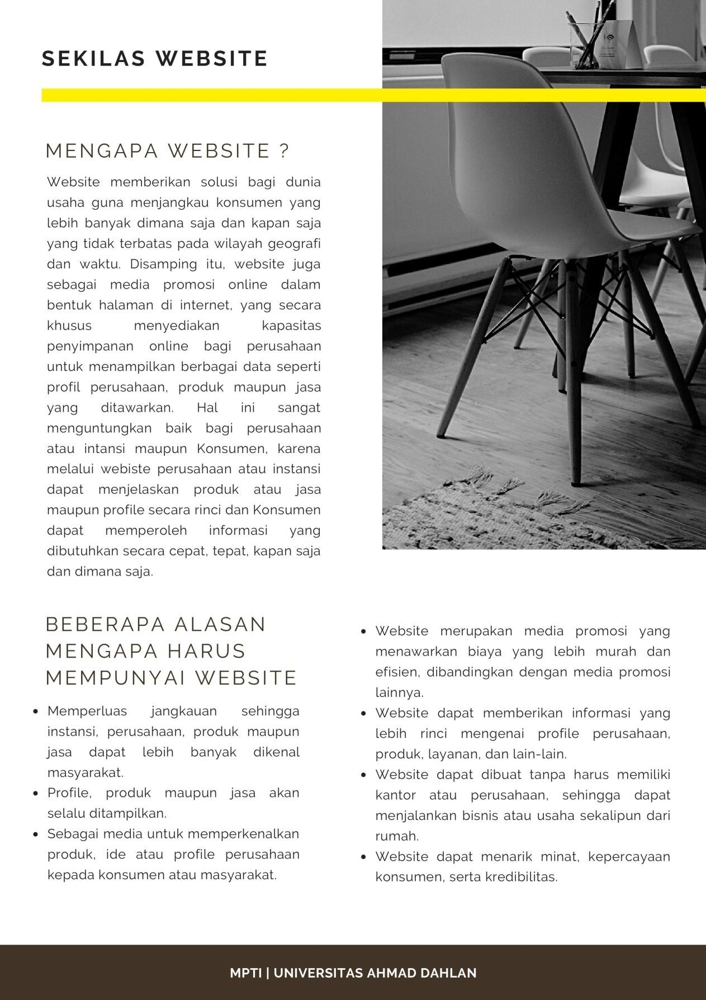 SEKILAS WEBSITE
MENGAPA WEBSITE ?
Website memberikan solusi bagi dunia
usaha guna menjangkau konsumen yang
lebih banyak dimana saja dan kapan saja
yang tidak terbatas pada wilayah geografi
dan waktu. Disamping itu, website juga
sebagai media promosi online dalam
bentuk halaman di internet, yang secara
khusus menyediakan kapasitas
penyimpanan online bagi perusahaan
untuk menampilkan berbagai data seperti
profil perusahaan, produk maupun jasa
yang ditawarkan. Hal ini sangat
menguntungkan baik bagi perusahaan
atau intansi maupun Konsumen, karena
melalui webiste perusahaan atau instansi
dapat menjelaskan produk atau jasa
maupun profile secara rinci dan Konsumen
dapat memperoleh informasi yang
dibutuhkan secara cepat, tepat, kapan saja
dan dimana saja.
BEBERAPA ALASAN
MENGAPA HARUS
MEMPUNYAI WEBSITE
• Memperluas jangkauan sehingga
instansi, perusahaan, produk maupun
jasa dapat lebih banyak dikenal
masyarakat.
• Profile, produk maupun jasa akan
selalu ditampilkan.
• Sebagai media untuk memperkenalkan
produk, ide atau profile perusahaan
kepada konsumen atau masyarakat.
• Website merupakan media promosi yang
menawarkan biaya yang lebih murah dan
efisien, dibandingkan dengan media promosi
lainnya.
• Website dapat memberikan informasi yang
lebih rinci mengenai profile perusahaan,
produk, layanan, dan lain-lain.
• Website dapat dibuat tanpa harus memiliki
kantor atau perusahaan, sehingga dapat
menjalankan bisnis atau usaha sekalipun dari
rumah.
• Website dapat menarik minat, kepercayaan
konsumen, serta kredibilitas.
MPTI | UNIVERSITAS AHMAD DAHLAN